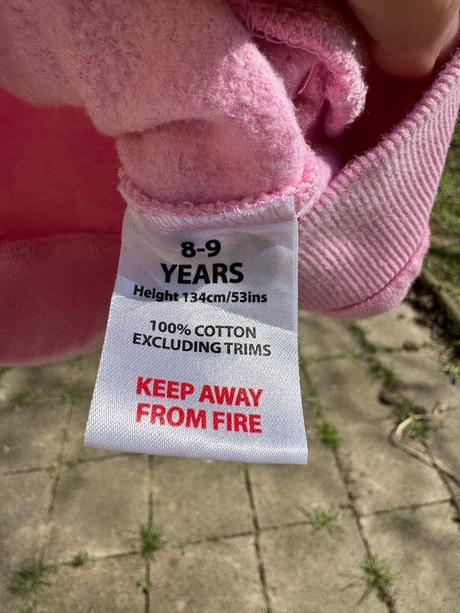 8-9
YEARS
Height 134cm/53ins
100% COTTON
EXCLUDING TRIMS
KEEP AWAY
FROM FIRE